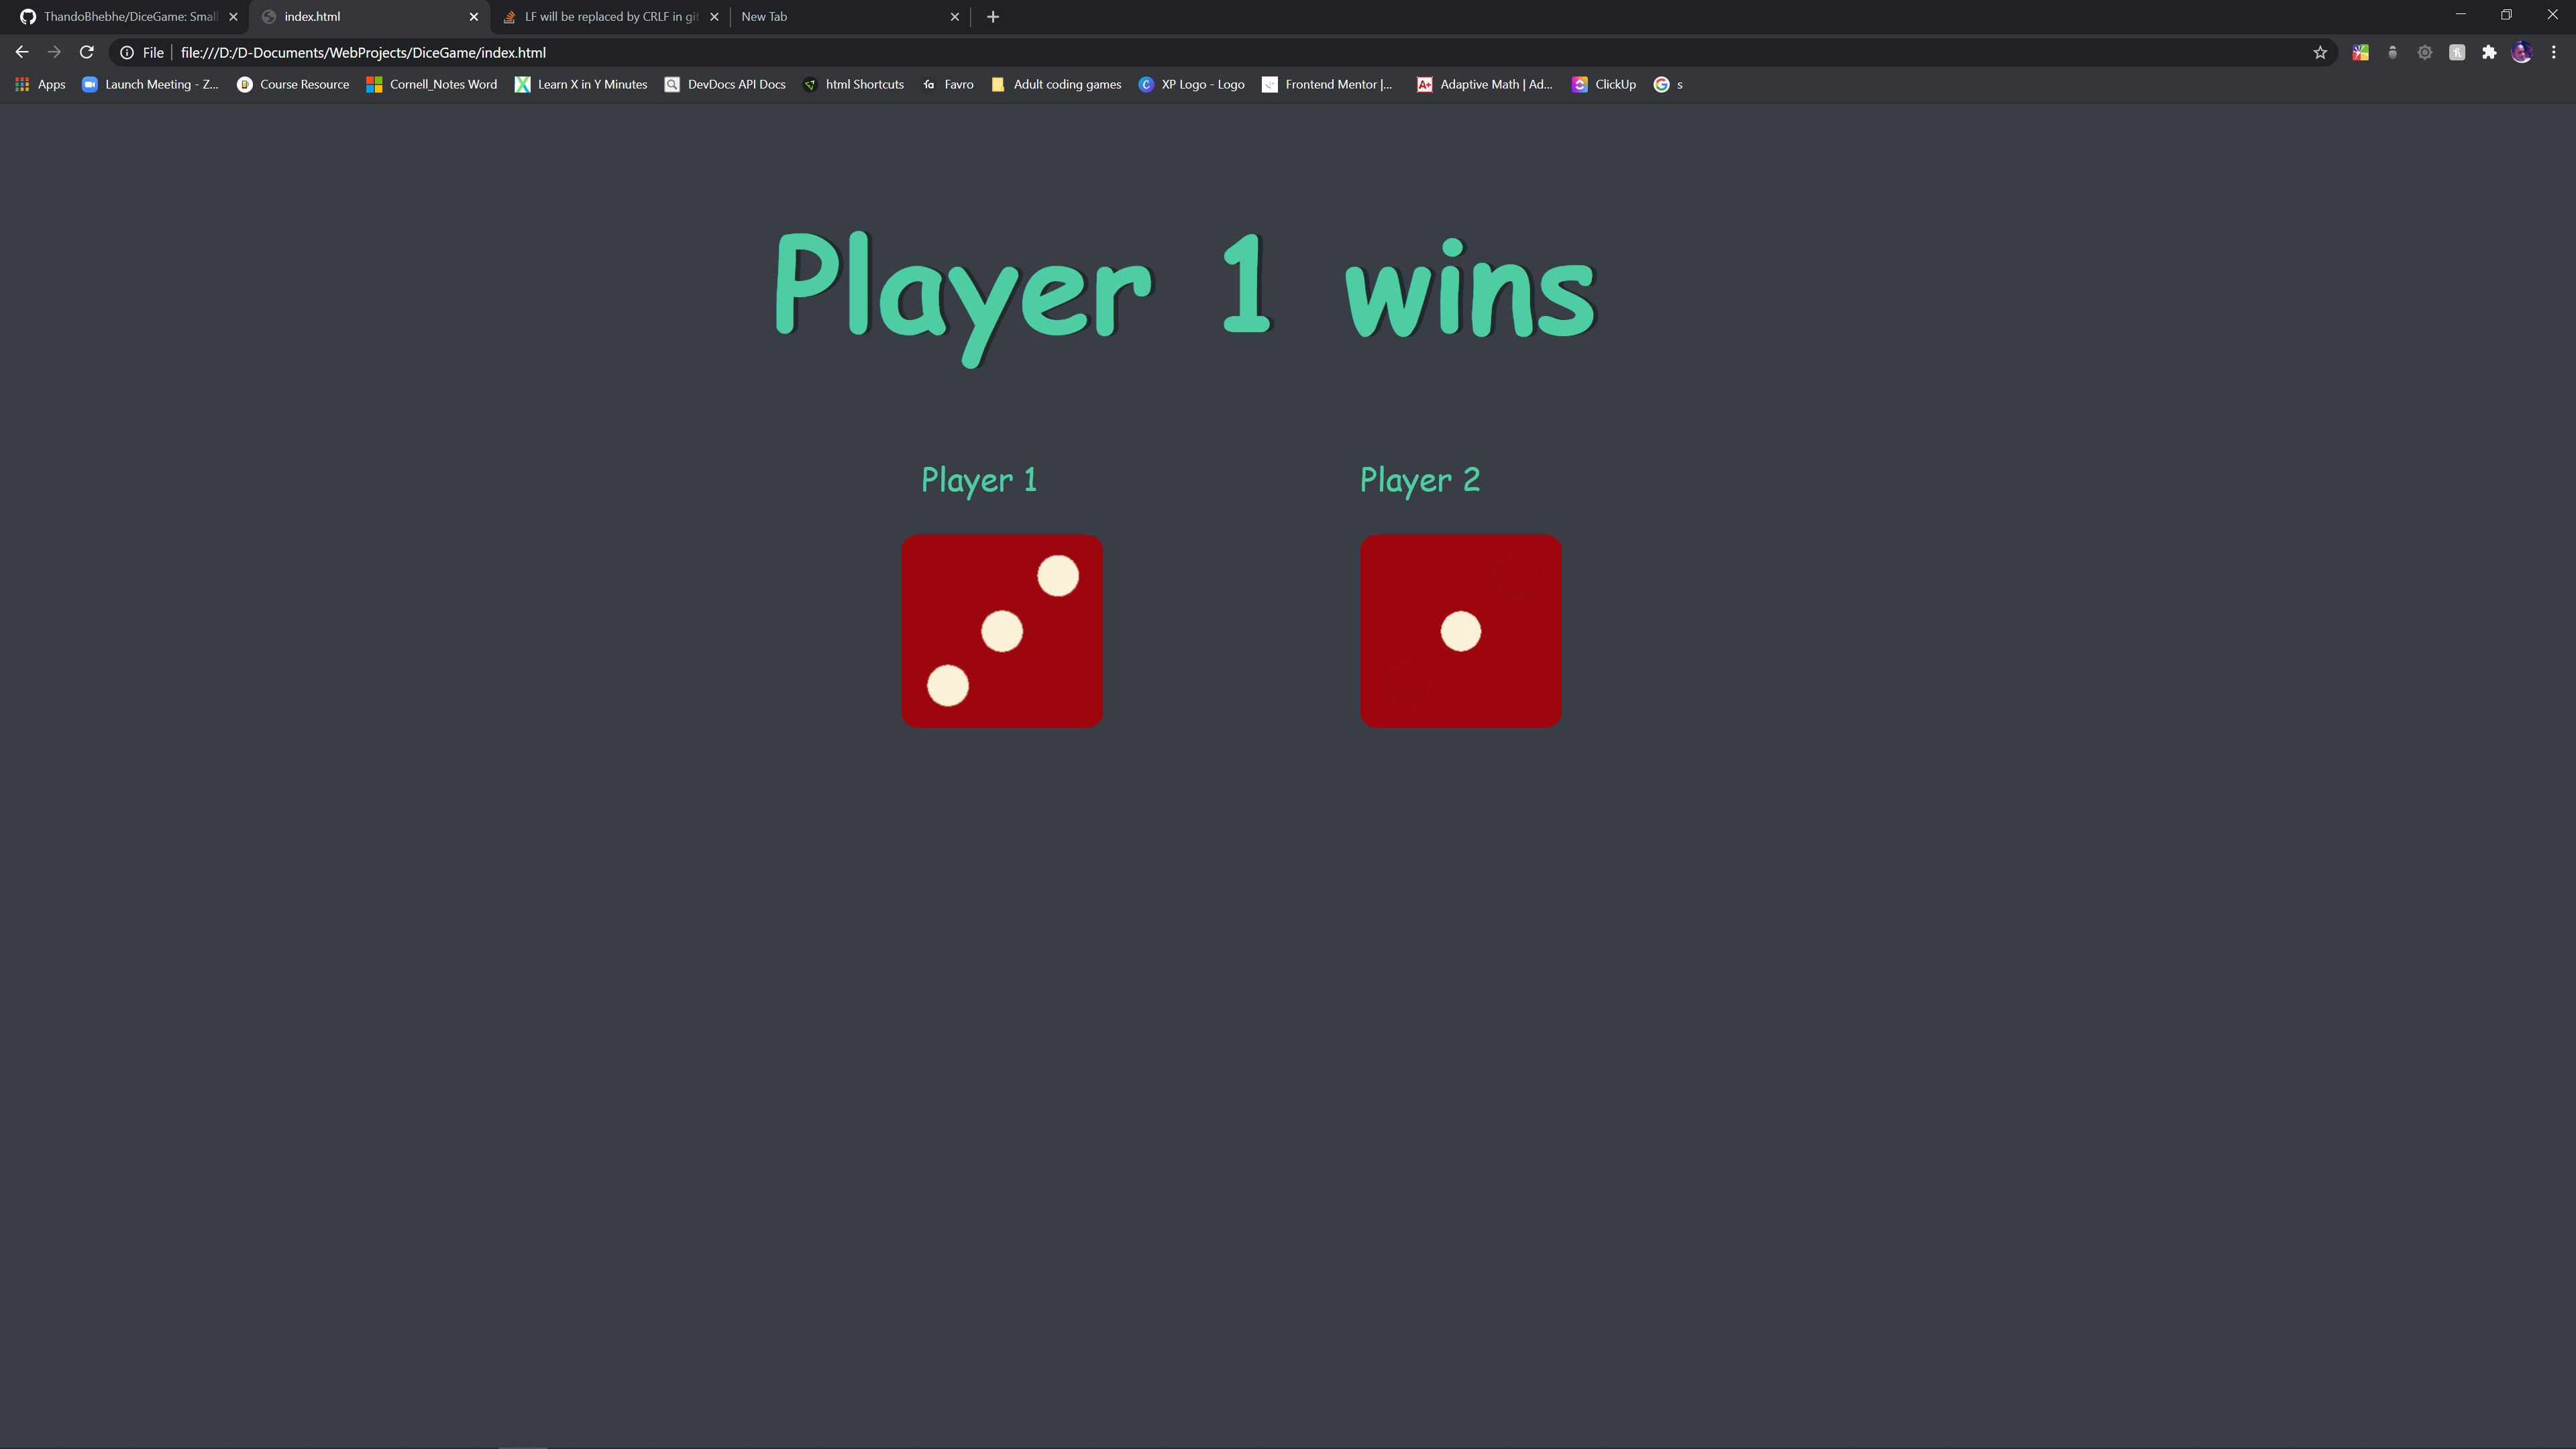 ThandoBhebhe/DiceGame: Small
index.html
LF will be replaced by CRLF in git
New Tab
File
file:///D:/D-Documents/WebProjects/DiceGame/index.html
Apps
Launch Meeting - Z...
Course Resource
Cornell_Notes Word
Learn X in Y Minutes
DevDocs API Docs
html Shortcuts
Favro
Adult coding games
XP Logo - Logo
Frontend Mentor |...
Adaptive Math | Ad...
ClickUp
s
Player 1 wins
Player 1
Player 2